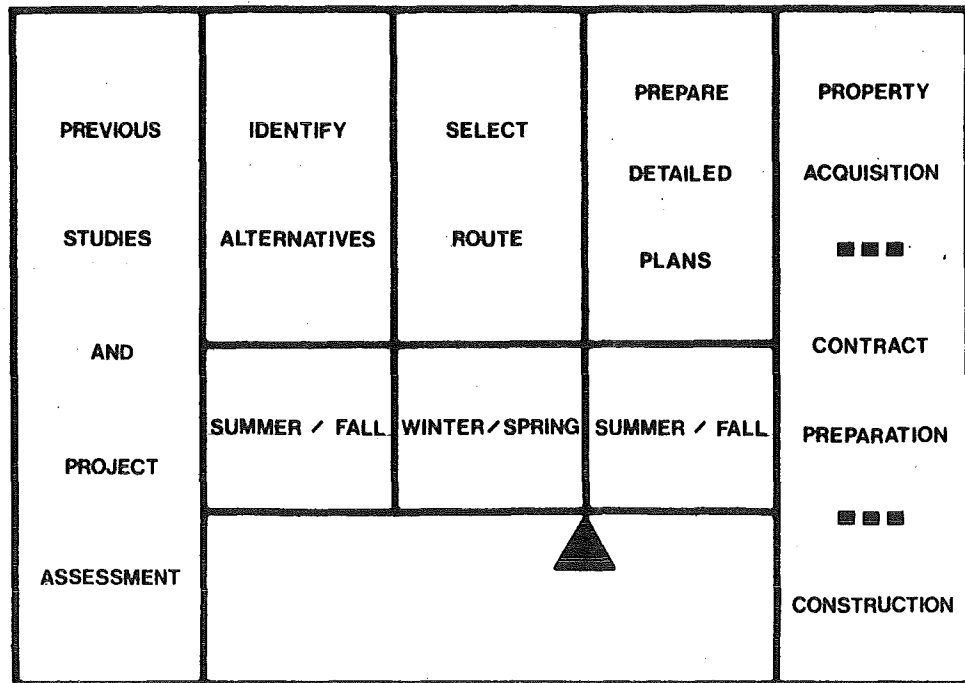 PREVIOUS
STUDIES
AND
PROJECT
ASSESSMENT
IDENTIFY
ALTERNATIVES
SUMMER / FALL
SELECT
ROUTE
WINTER/SPRING
PREPARE
DETAILED
PLANS
SUMMER / FALL
PROPERTY
ACQUISITION
CONTRACT
PREPARATION
CONSTRUCTION